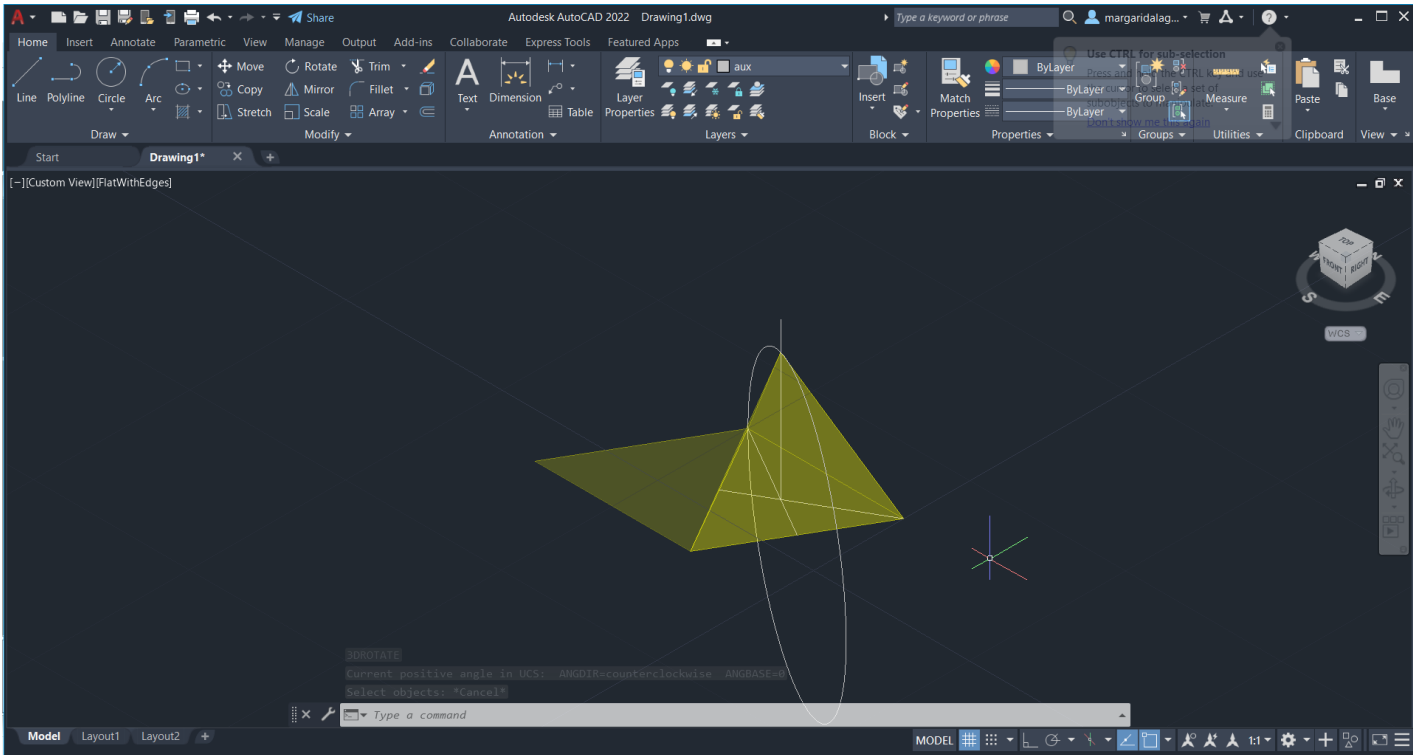 Share
Autodesk AutoCAD 2022 Drawing1.dwg
Type a keyword or phrase
margaridalag...
Home Insert Annotate Parametric View Manage Output Add-ins Collaborate Express Tools Featured Apps
Use CTRL for sub-selection
Line Polyline Circle Arc
Move Rotate Trim
Copy Mirror Fillet
Stretch Scale Array
Text Dimension Table
Layer Properties
aux
Insert
Match Properties
ByLayer
ByLayer
ByLayer
Group
Measure
Paste
Base
Don't show me this again
Draw Modify Annotation Layers Block Properties Groups Utilities Clipboard View
Start Drawing1* +
[−][Custom View][FlatWithEdges]
TOP
FRONT RIGHT
S E
WCS
3DROTATE
Current positive angle in UCS: ANGDIR=counterclockwise ANGBASE=0
Select objects: *Cancel*
Type a command
Model Layout1 Layout2 +
MODEL 1:1